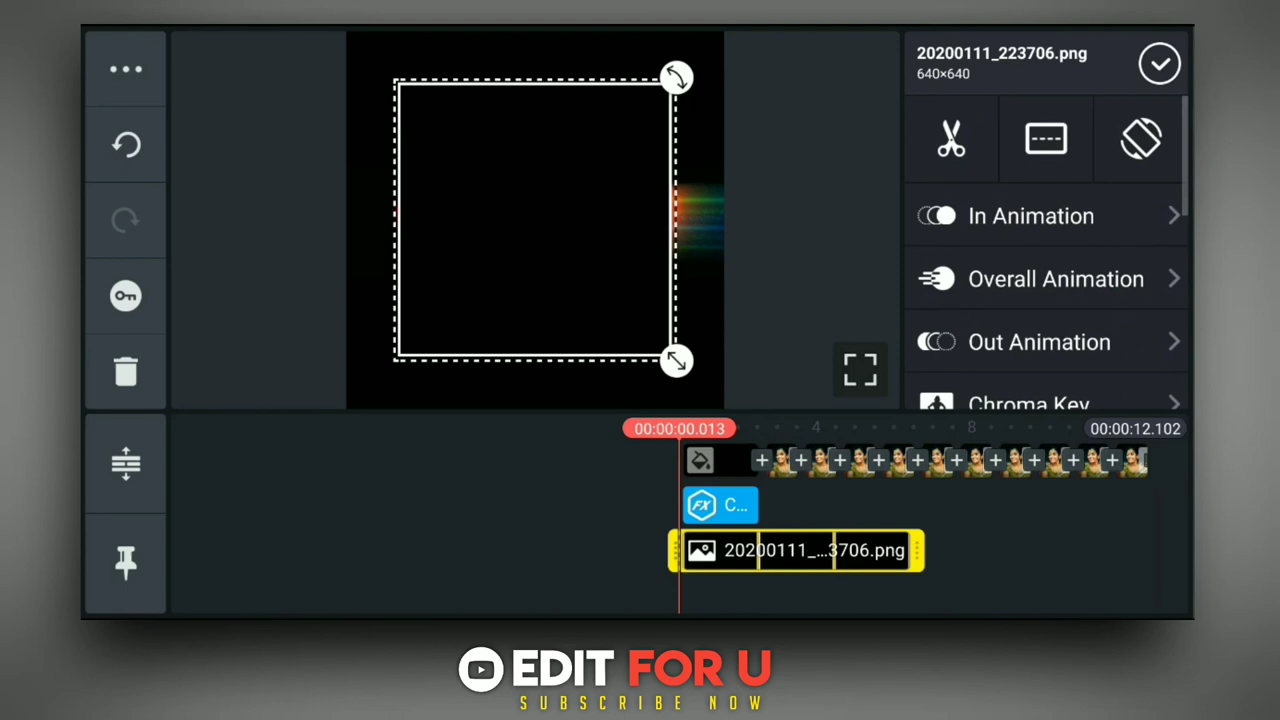 20200111_223706.png
640×640
In Animation
Overall Animation
Out Animation
Chroma Key
00:00:00.013
4
8
00:00:12.102
FX C...
20200111_...3706.png
EDIT FOR U
SUBSCRIBE NOW